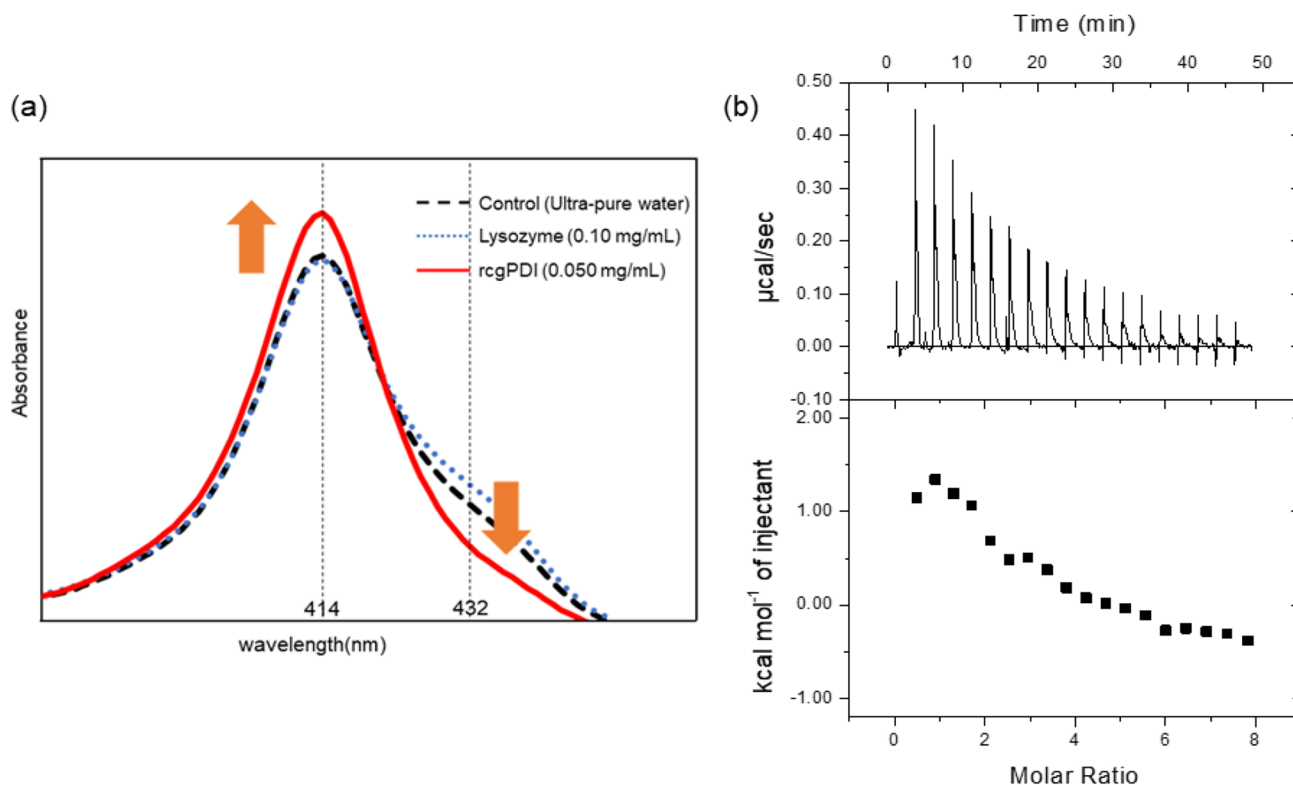 (a)
Control (Ultra-pure water)
Lysozyme (0.10 mg/mL)
rcgPDI (0.050 mg/mL)
Absorbance
414
432
wavelength(nm)
(b)
Time (min)
0 10 20 30 40 50
0.50
0.40
0.30
0.20
0.10
0.00
-0.10
µcal/sec
2.00
1.00
0.00
-1.00
kcal mol⁻¹ of injectant
0 2 4 6 8
Molar Ratio